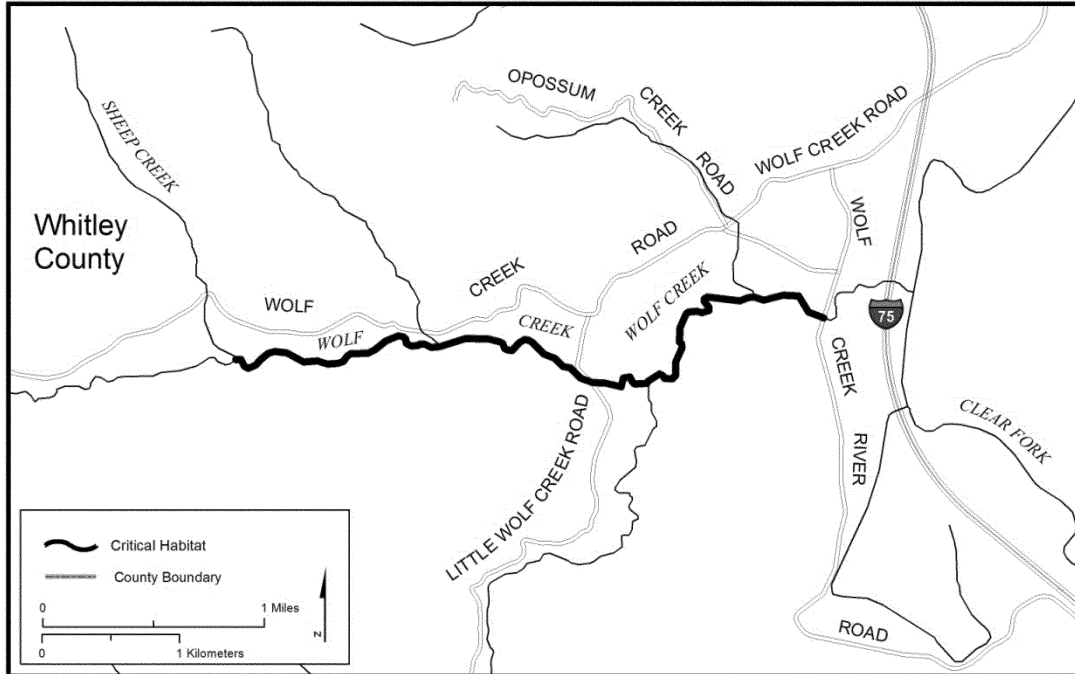 OPOSSUM
CREEK
ROAD
WOLF CREEK ROAD
SHEEP CREEK
Whitley
County
WOLF
CREEK
ROAD
WOLF
WOLF
CREEK
WOLF CREEK
75
CREEK
RIVER
ROAD
CLEAR FORK
LITTLE WOLF CREEK ROAD
Critical Habitat
County Boundary
0
1 Miles
0
1 Kilometers
N